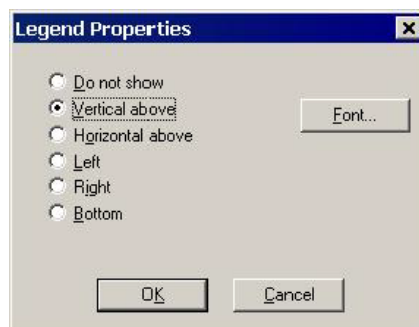 Legend Properties
Do not show
Vertical above
Font...
Horizontal above
Left
Right
Bottom
OK
Cancel